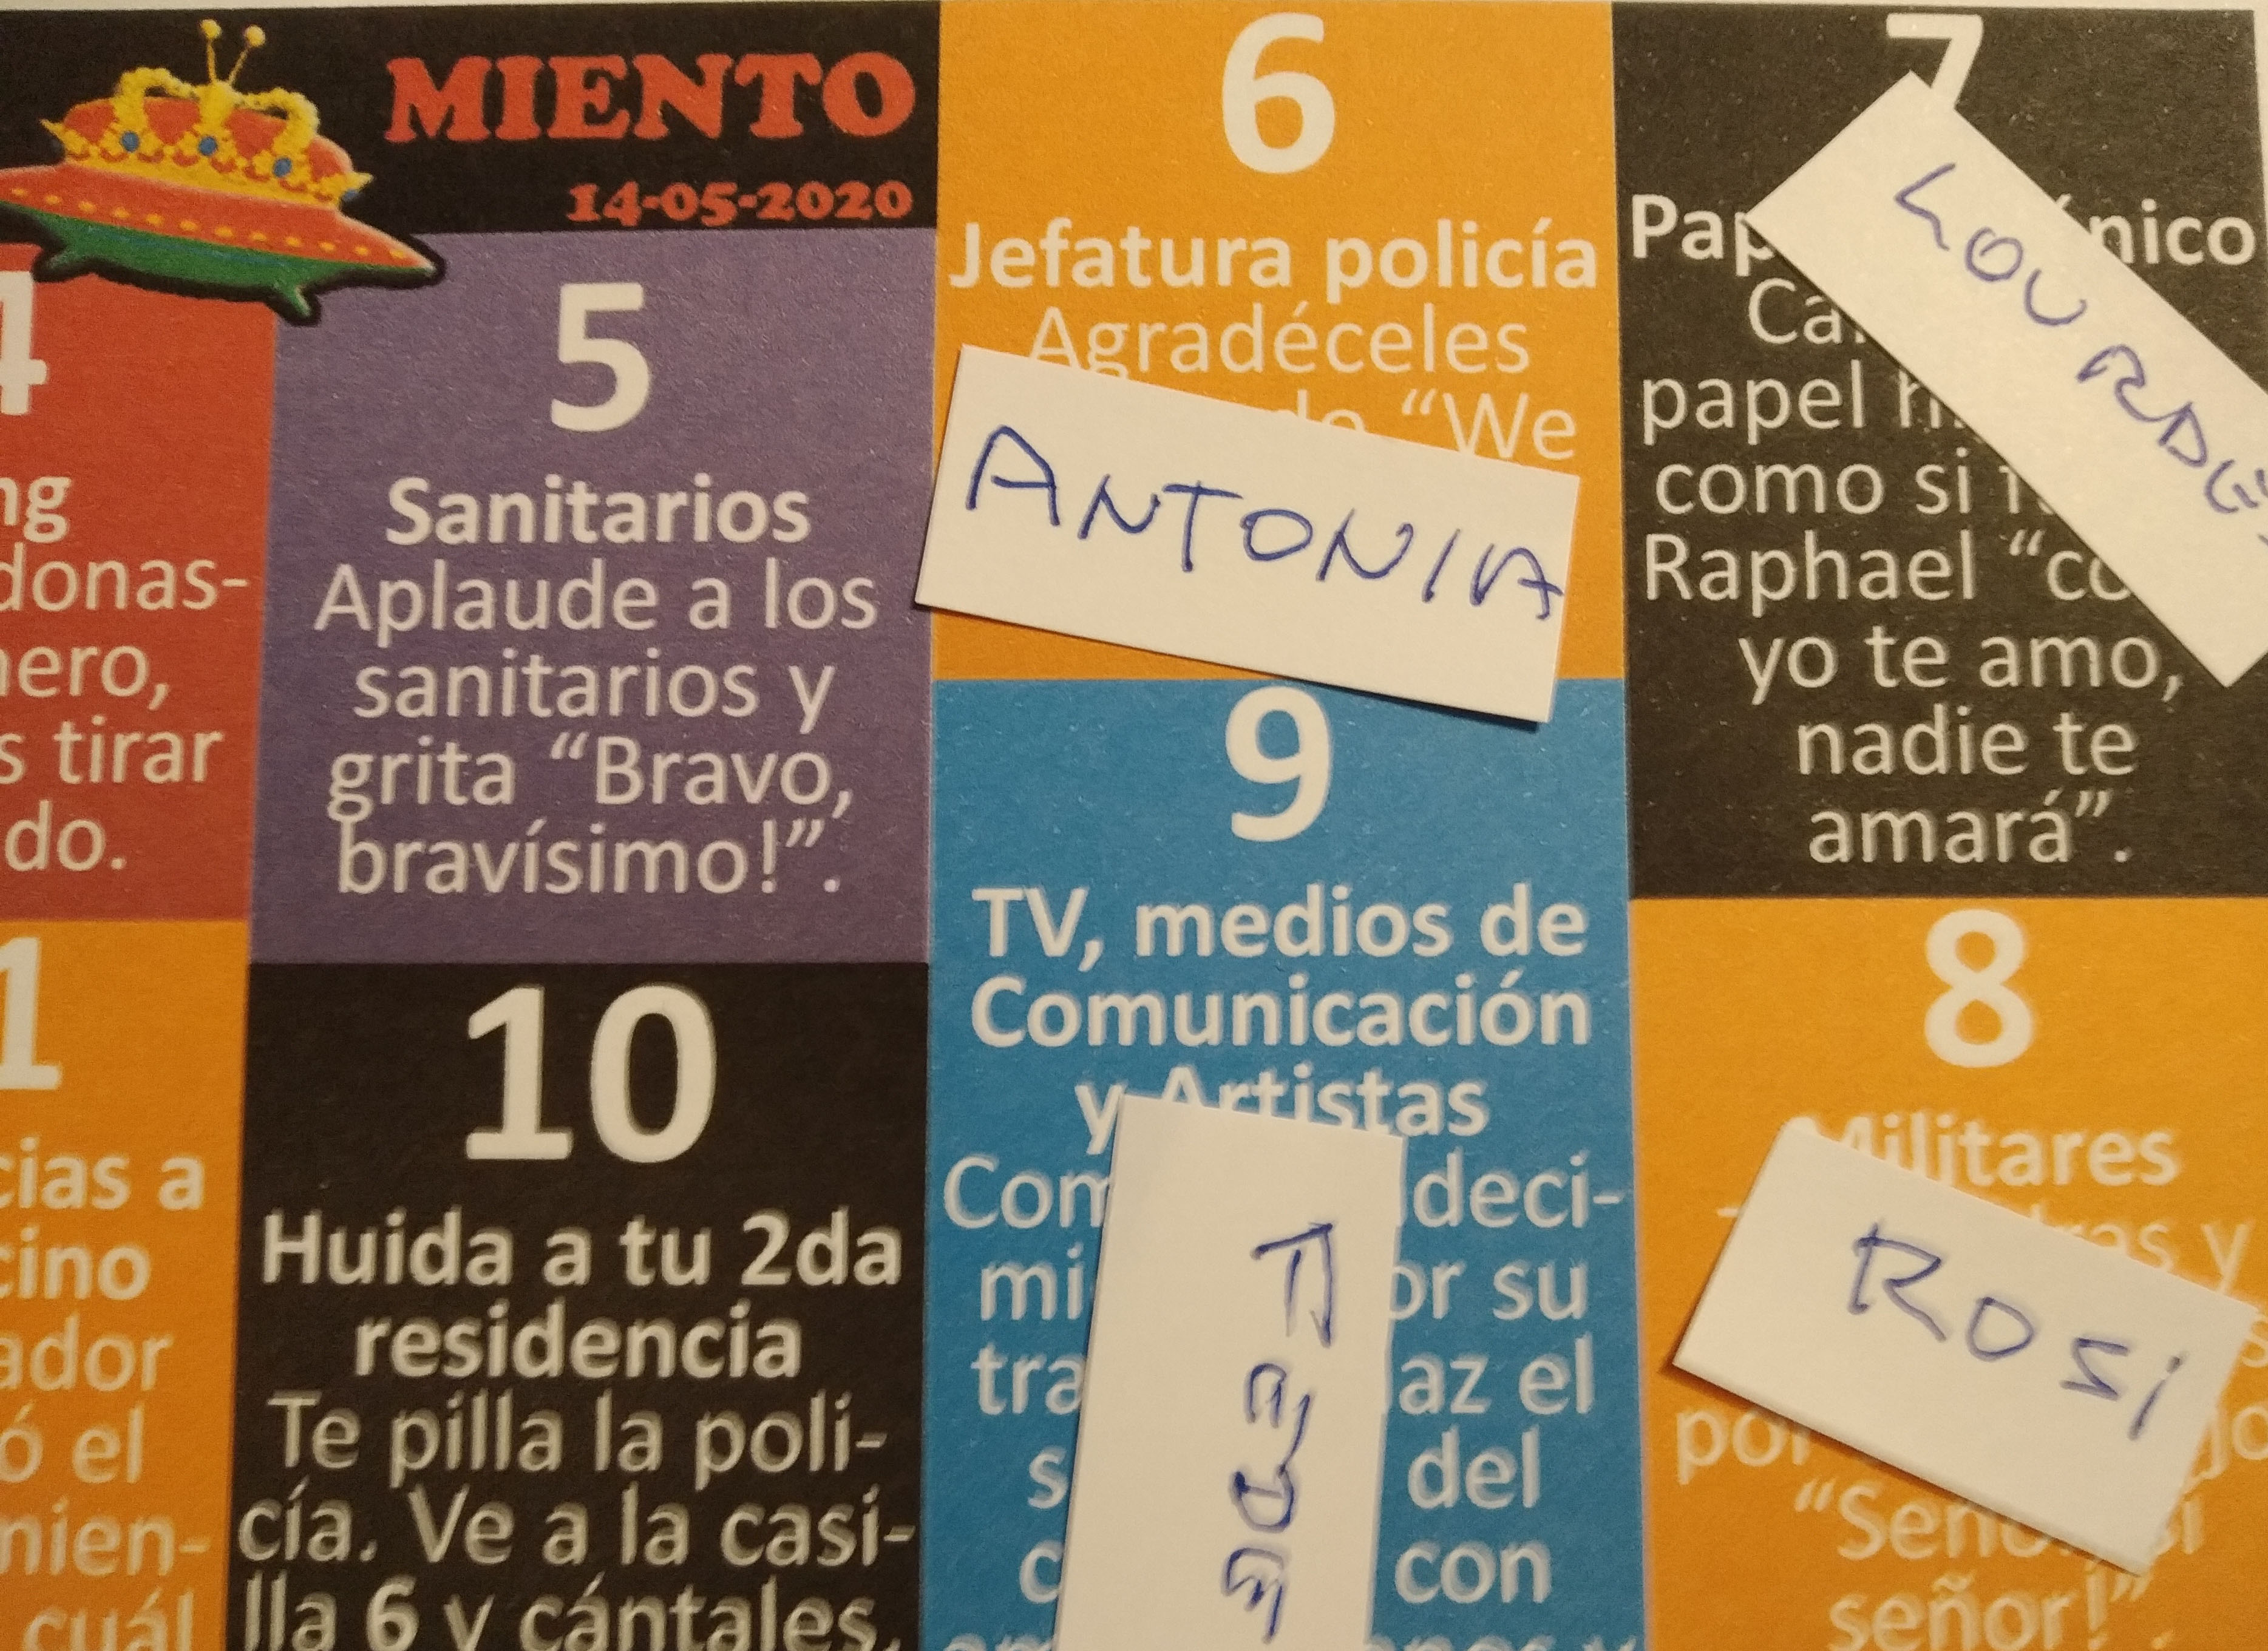 MIENTO
14-05-2020
4
ng
donas-
nero,
s tirar
do.
5
Sanitarios
Aplaude a los
sanitarios y
grita “Bravo,
bravísimo!”.
6
Jefatura policía
Agradéceles
“We
ANTONIA
7
nico
papel
como si
Raphael “co
yo te amo,
nadie te
amará”.
LOURDES
1
cias a
cino
ador
ó el
mien-
cuál
10
Huida a tu 2da
residencia
Te pilla la poli-
cía. Ve a la casi-
lla 6 y cántales,
9
TV, medios de
Comunicación
y Artistas
Com deci-
mi or su
tra az el
s del
c con
8
Militares
y
ROSI
por
“Señor, sí
señor!”.